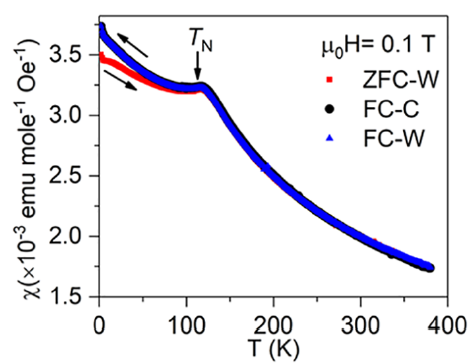 μ₀H= 0.1 T
ZFC-W
FC-C
FC-W
T_N
χ(×10⁻³ emu mole⁻¹ Oe⁻¹)
3.5
3.0
2.5
2.0
1.5
0 100 200 300 400
T (K)